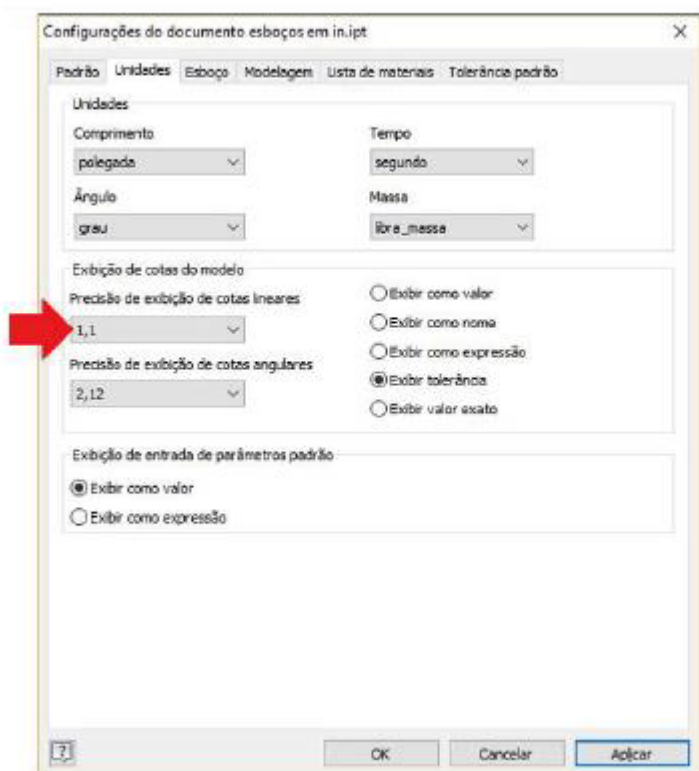 Configurações do documento esboços em in.ipt
Padrão Unidades Esboço Modelagem Lista de materiais Tolerância padrão
Unidades
Comprimento Tempo
polegada segundo
Ângulo Massa
grau libra_massa
Exibição de cotas do modelo
Precisão de exibição de cotas lineares
1,1
Precisão de exibição de cotas angulares
2,12
Exibir como valor
Exibir como nome
Exibir como expressão
Exibir tolerância
Exibir valor exato
Exibição de entrada de parâmetros padrão
Exibir como valor
Exibir como expressão
? OK Cancelar Aplicar